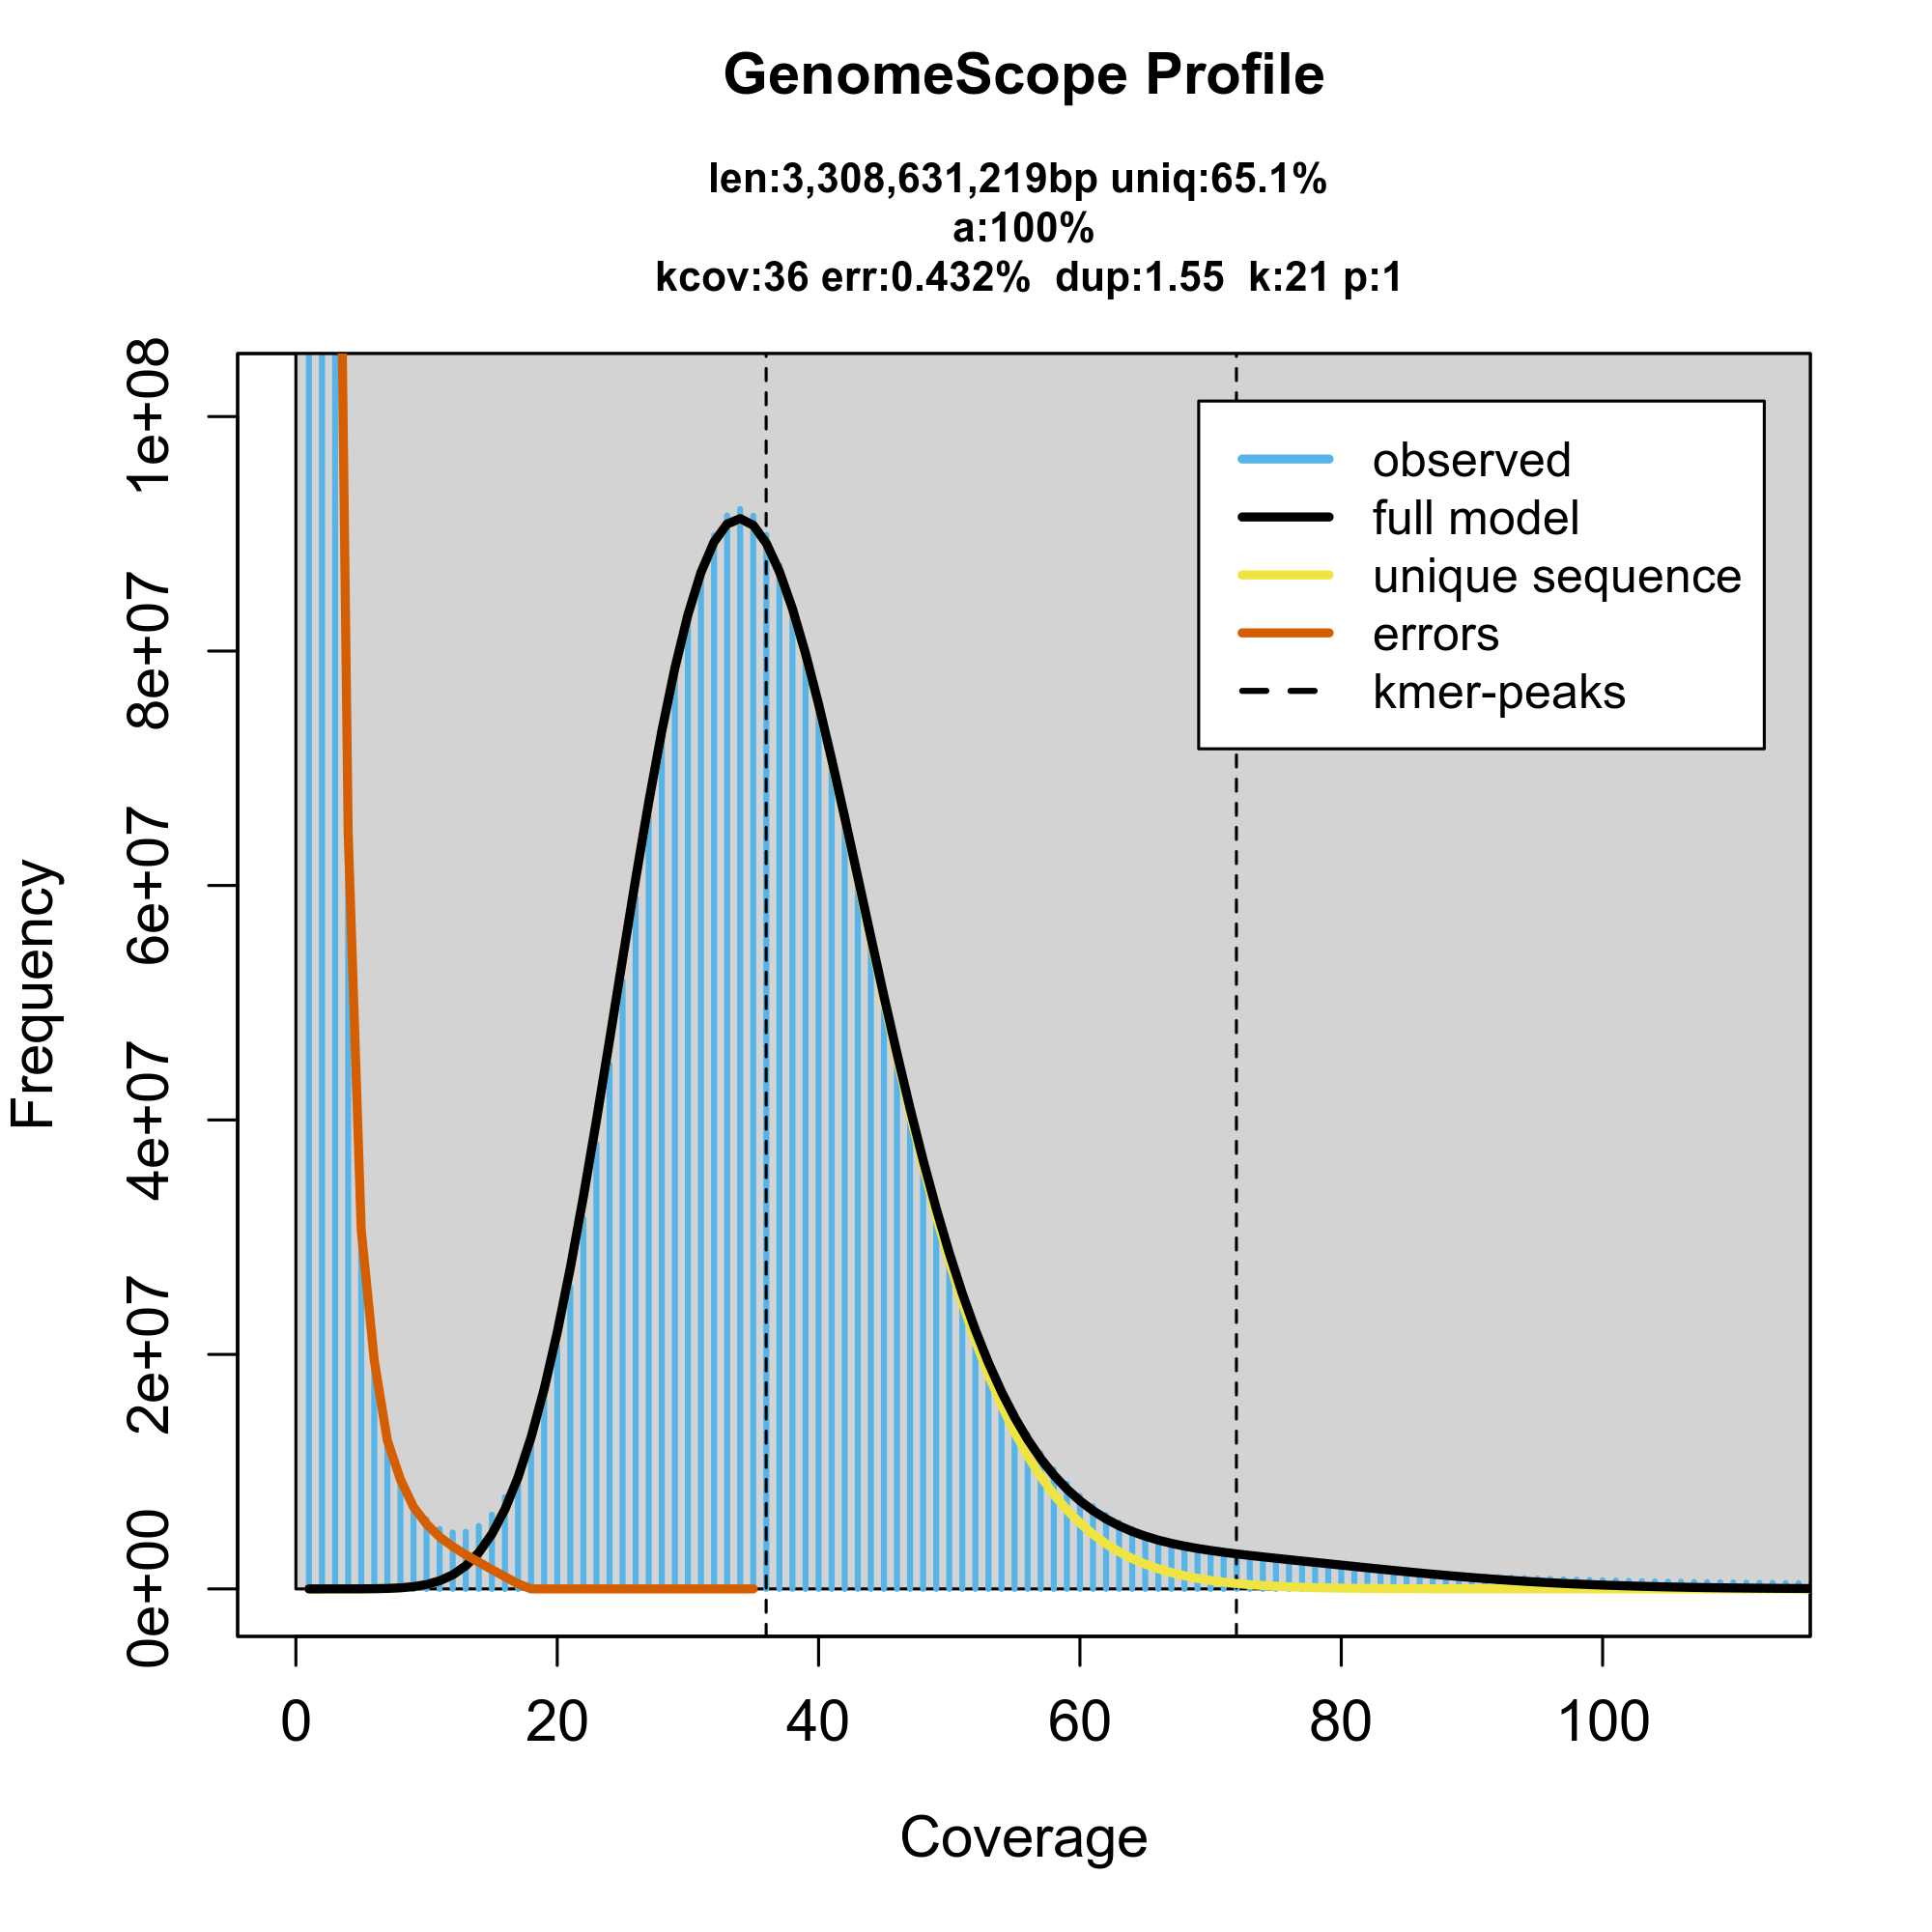 GenomeScope Profile
len:3,308,631,219bp uniq:65.1%
a:100%
kcov:36 err:0.432% dup:1.55 k:21 p:1
1e+08
8e+07
6e+07
4e+07
2e+07
0e+00
Frequency
observed
full model
unique sequence
errors
kmer-peaks
0 20 40 60 80 100
Coverage